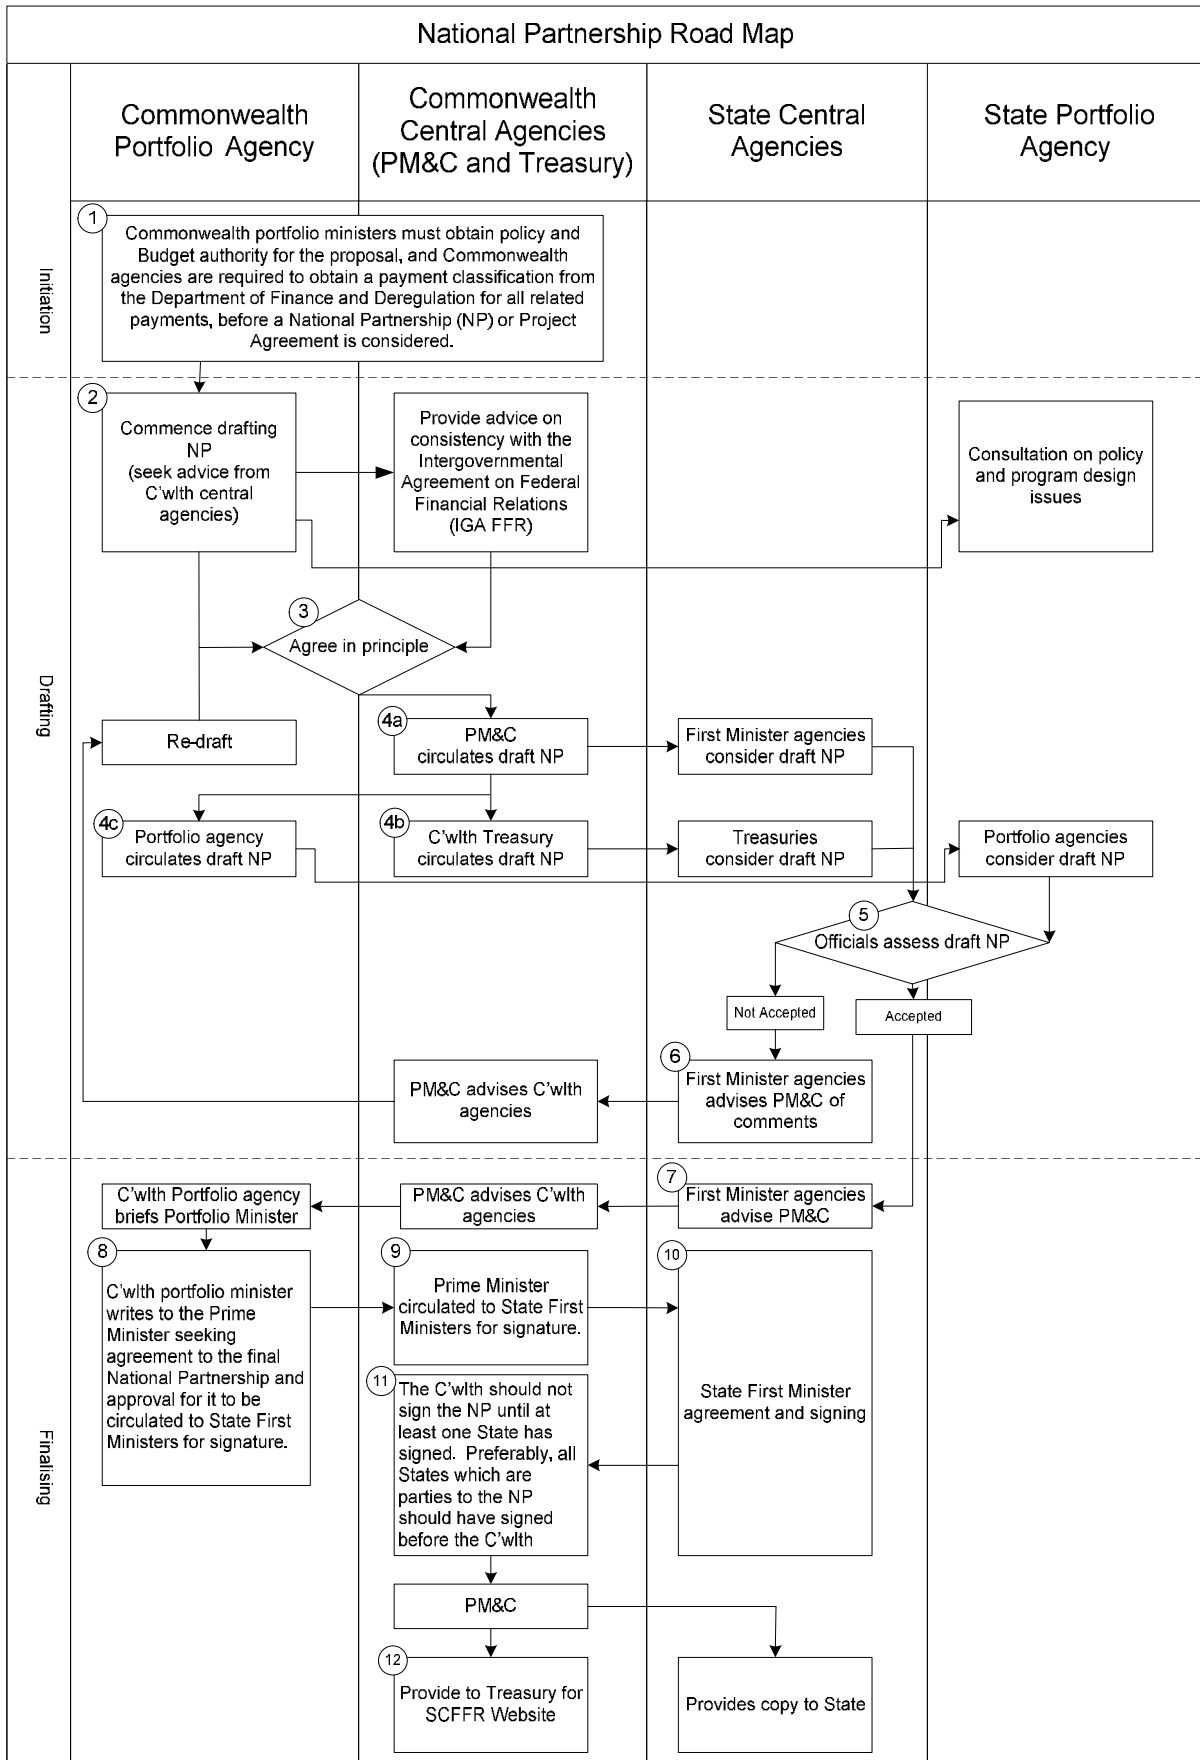 National Partnership Road Map
Commonwealth
Portfolio Agency
Commonwealth
Central Agencies
(PM&C and Treasury)
State Central
Agencies
State Portfolio
Agency
Initiation
1
Commonwealth portfolio ministers must obtain policy and
Budget authority for the proposal, and Commonwealth
agencies are required to obtain a payment classification from
the Department of Finance and Deregulation for all related
payments, before a National Partnership (NP) or Project
Agreement is considered.
Drafting
2
Commence drafting
NP
(seek advice from
C'wlth central
agencies)
Provide advice on
consistency with the
Intergovernmental
Agreement on Federal
Financial Relations
(IGA FFR)
Consultation on policy
and program design
issues
3
Agree in principle
Re-draft
4a
PM&C
circulates draft NP
First Minister agencies
consider draft NP
4c
Portfolio agency
circulates draft NP
4b
C'wlth Treasury
circulates draft NP
Treasuries
consider draft NP
Portfolio agencies
consider draft NP
5
Officials assess draft NP
Not Accepted
Accepted
6
First Minister agencies
advises PM&C of
comments
PM&C advises C'wlth
agencies
Finalising
7
First Minister agencies
advise PM&C
PM&C advises C'wlth
agencies
C'wlth Portfolio agency
briefs Portfolio Minister
8
C'wlth portfolio minister
writes to the Prime
Minister seeking
agreement to the final
National Partnership and
approval for it to be
circulated to State First
Ministers for signature.
9
Prime Minister
circulated to State First
Ministers for signature.
10
State First Minister
agreement and signing
11
The C'wlth should not
sign the NP until at
least one State has
signed. Preferably, all
States which are
parties to the NP
should have signed
before the C'wlth
PM&C
12
Provide to Treasury for
SCFFR Website
Provides copy to State